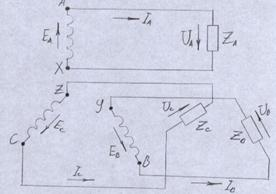 A
I_A
E_A
U_A
Z_A
X
Z
y
U_C
U_B
C
E_C
E_B
Z_C
Z_B
B
I_C
I_B